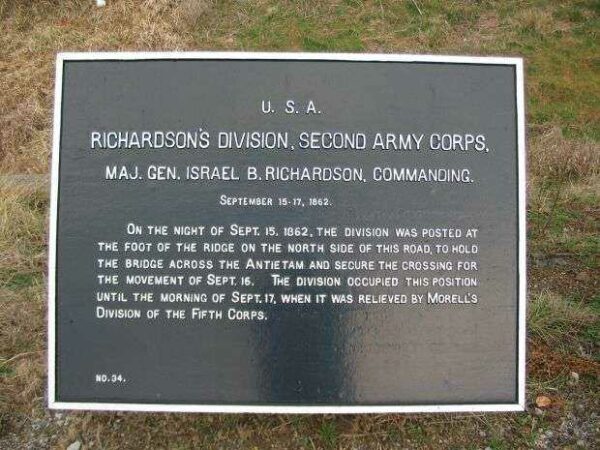 U. S. A.
RICHARDSON'S DIVISION, SECOND ARMY CORPS,
MAJ. GEN. ISRAEL B. RICHARDSON, COMMANDING.
SEPTEMBER 15-17, 1862.
ON THE NIGHT OF SEPT. 15, 1862, THE DIVISION WAS POSTED AT
THE FOOT OF THE RIDGE ON THE NORTH SIDE OF THIS ROAD, TO HOLD
THE BRIDGE ACROSS THE ANTIETAM AND SECURE THE CROSSING FOR
THE MOVEMENT OF SEPT. 16. THE DIVISION OCCUPIED THIS POSITION
UNTIL THE MORNING OF SEPT. 17, WHEN IT WAS RELIEVED BY MORELL'S
DIVISION OF THE FIFTH CORPS.
NO. 34.